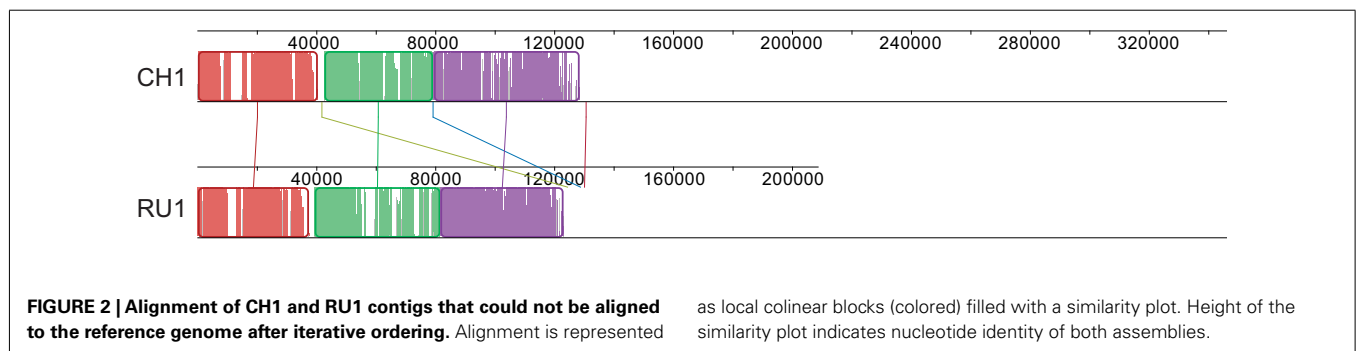 40000 80000 120000 160000 200000 240000 280000 320000
CH1
40000 80000 120000 160000 200000
RU1
FIGURE 2 | Alignment of CH1 and RU1 contigs that could not be aligned
to the reference genome after iterative ordering. Alignment is represented
as local colinear blocks (colored) filled with a similarity plot. Height of the
similarity plot indicates nucleotide identity of both assemblies.